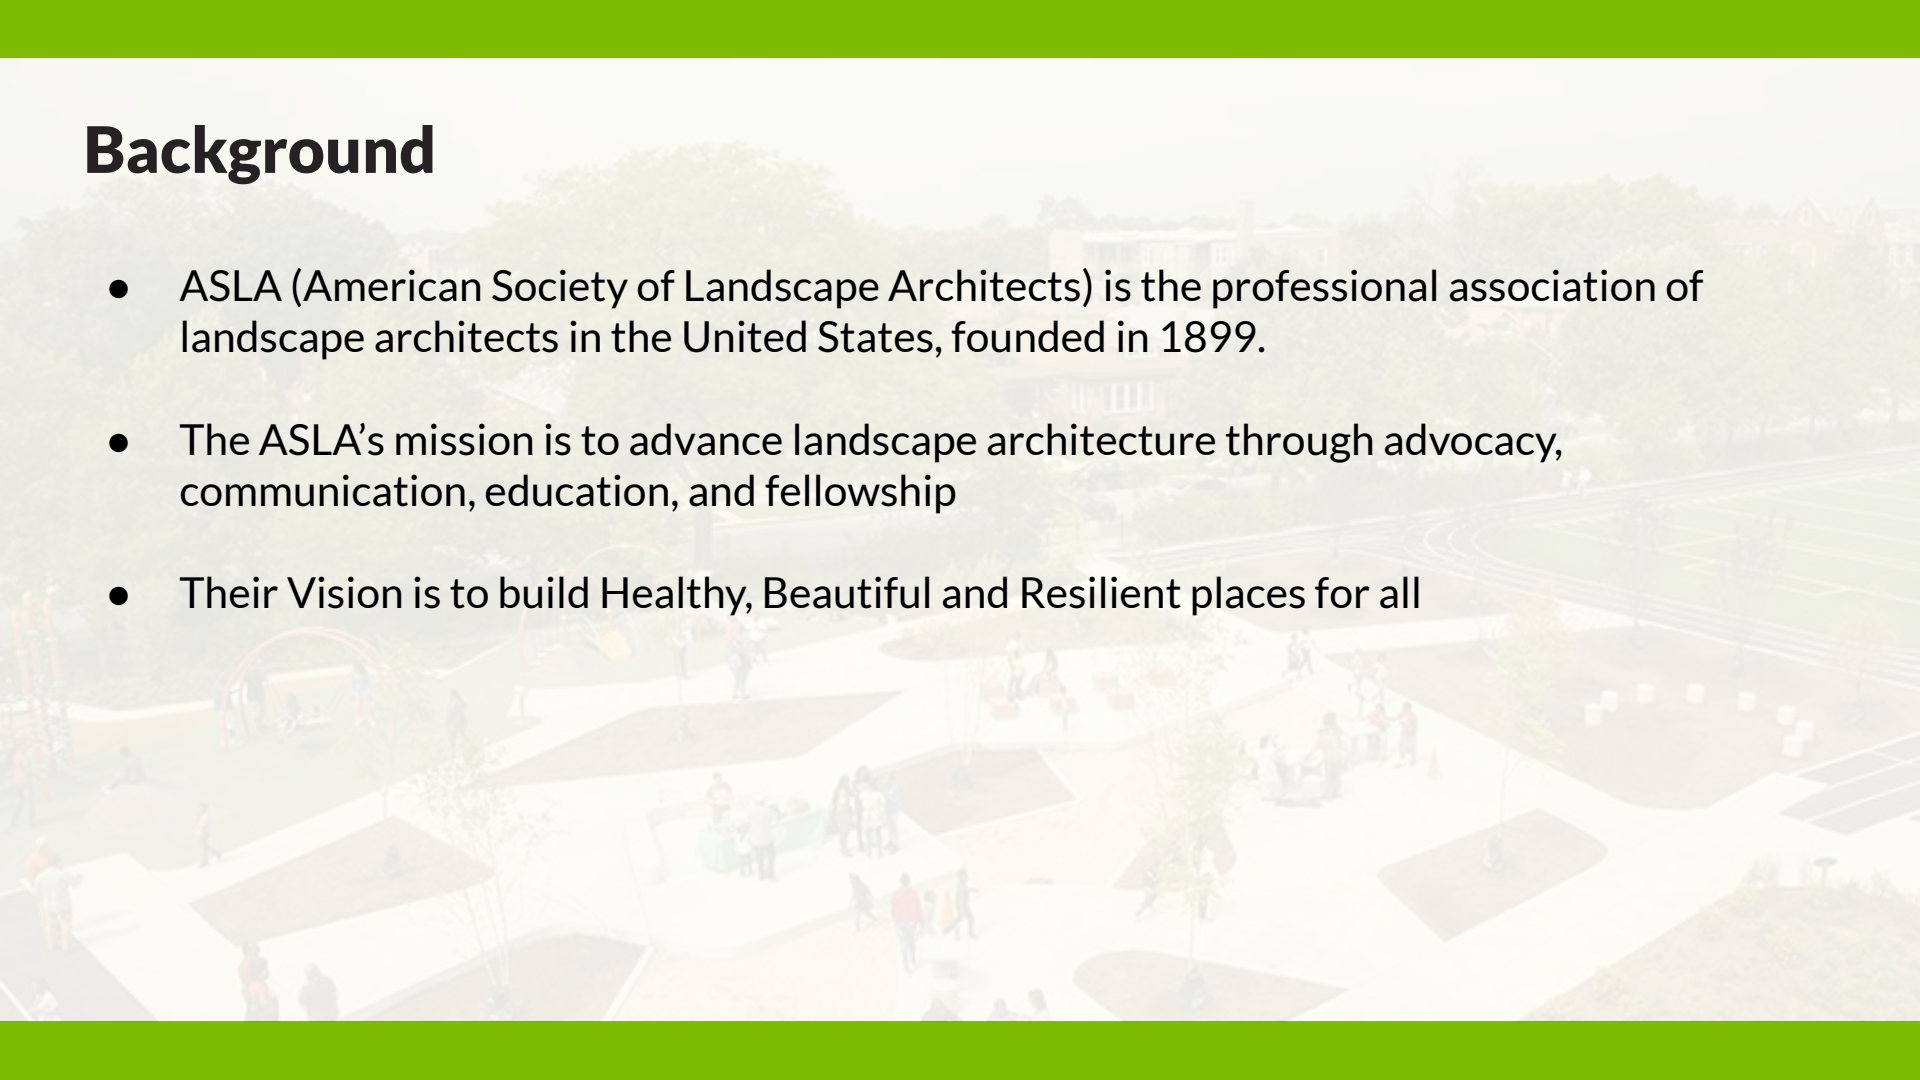 Background
● ASLA (American Society of Landscape Architects) is the professional association of
landscape architects in the United States, founded in 1899.
● The ASLA’s mission is to advance landscape architecture through advocacy,
communication, education, and fellowship
● Their Vision is to build Healthy, Beautiful and Resilient places for all